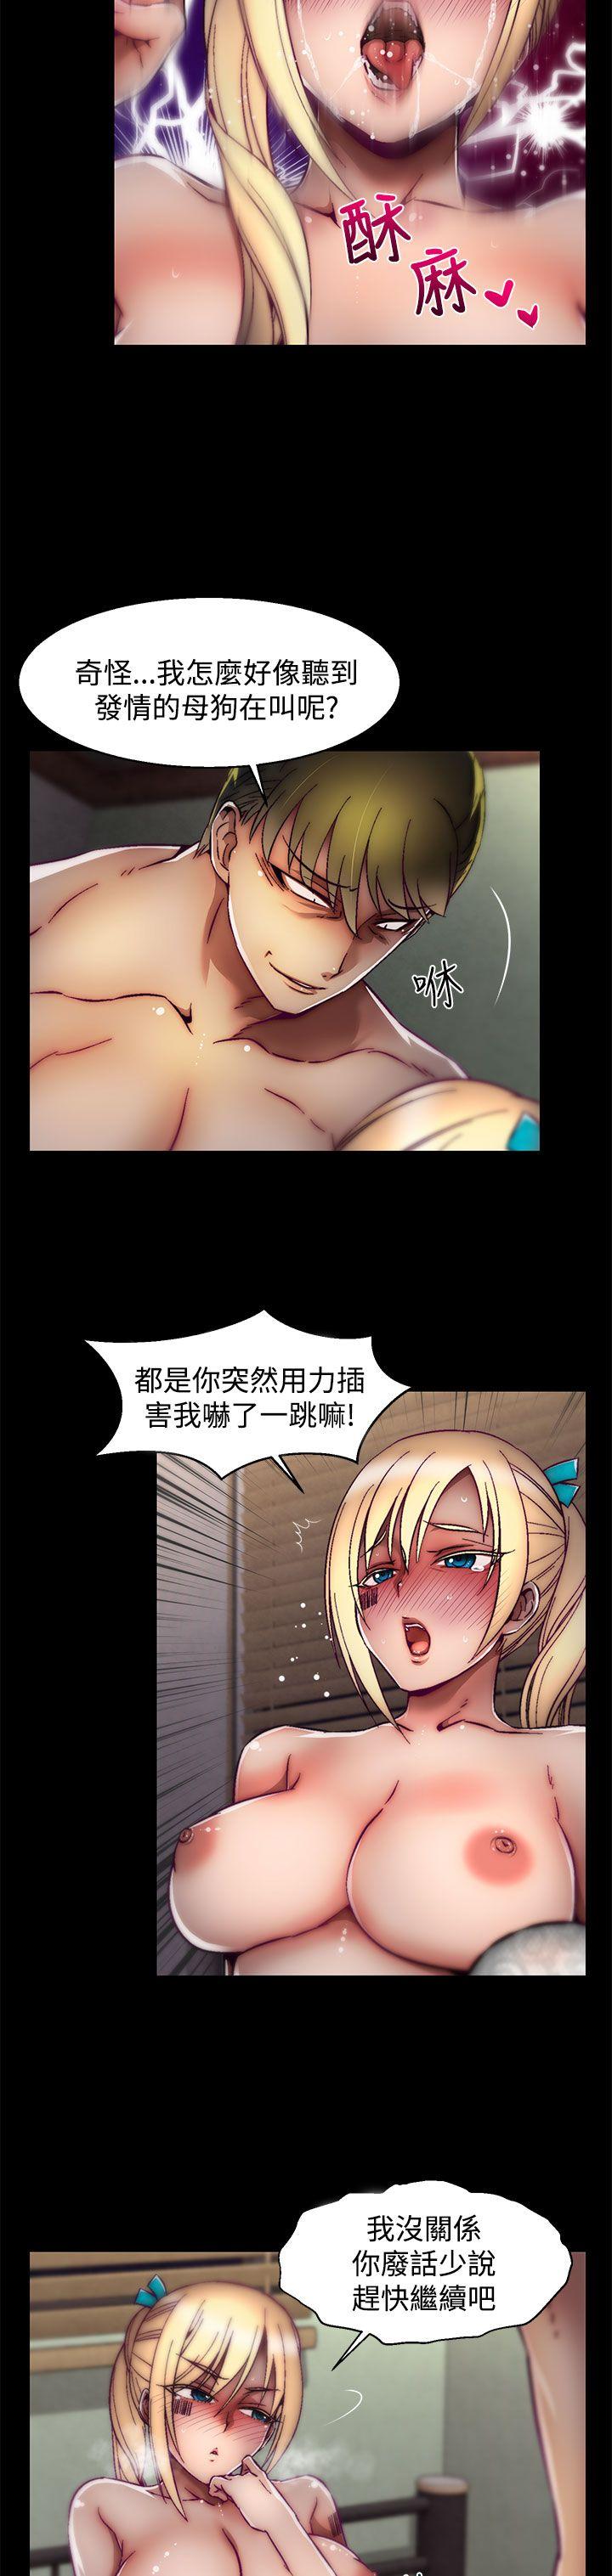 酥
麻
奇怪...我怎麼好像聽到
發情的母狗在叫呢?
咻
都是你突然用力插
害我嚇了一跳嘛!
我沒關係
你廢話少說
趕快繼續吧